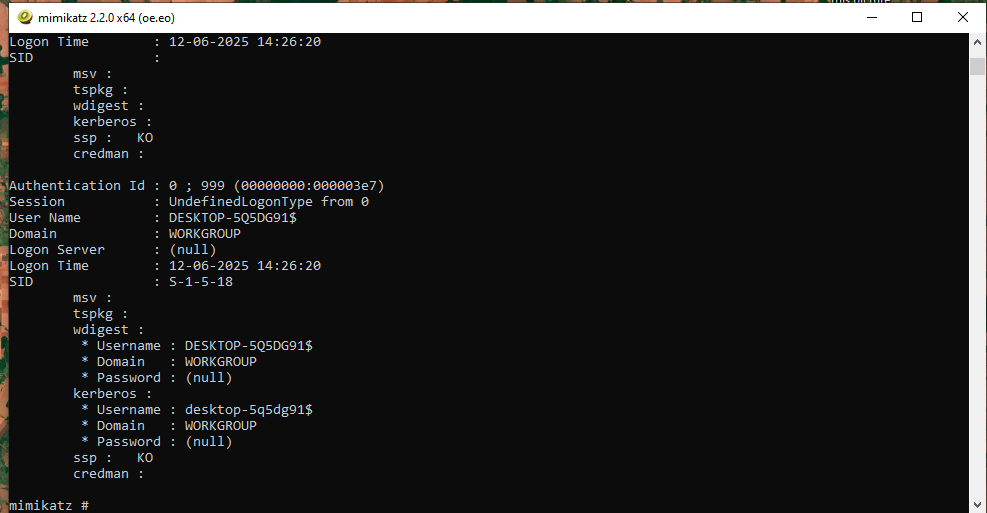 mimikatz 2.2.0 x64 (oe.eo)
Logon Time        : 12-06-2025 14:26:20
SID               :
        msv :
        tspkg :
        wdigest :
        kerberos :
        ssp :   KO
        credman :

Authentication Id : 0 ; 999 (00000000:000003e7)
Session           : UndefinedLogonType from 0
User Name         : DESKTOP-5Q5DG91$
Domain            : WORKGROUP
Logon Server      : (null)
Logon Time        : 12-06-2025 14:26:20
SID               : S-1-5-18
        msv :
        tspkg :
        wdigest :
         * Username : DESKTOP-5Q5DG91$
         * Domain   : WORKGROUP
         * Password : (null)
        kerberos :
         * Username : desktop-5q5dg91$
         * Domain   : WORKGROUP
         * Password : (null)
        ssp :   KO
        credman :

mimikatz #